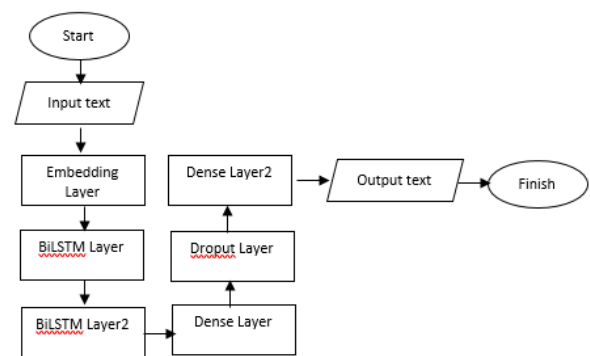 Start
Input text
Embedding
Layer
BiLSTM Layer
BiLSTM Layer2
Dense Layer
Droput Layer
Dense Layer2
Output text
Finish